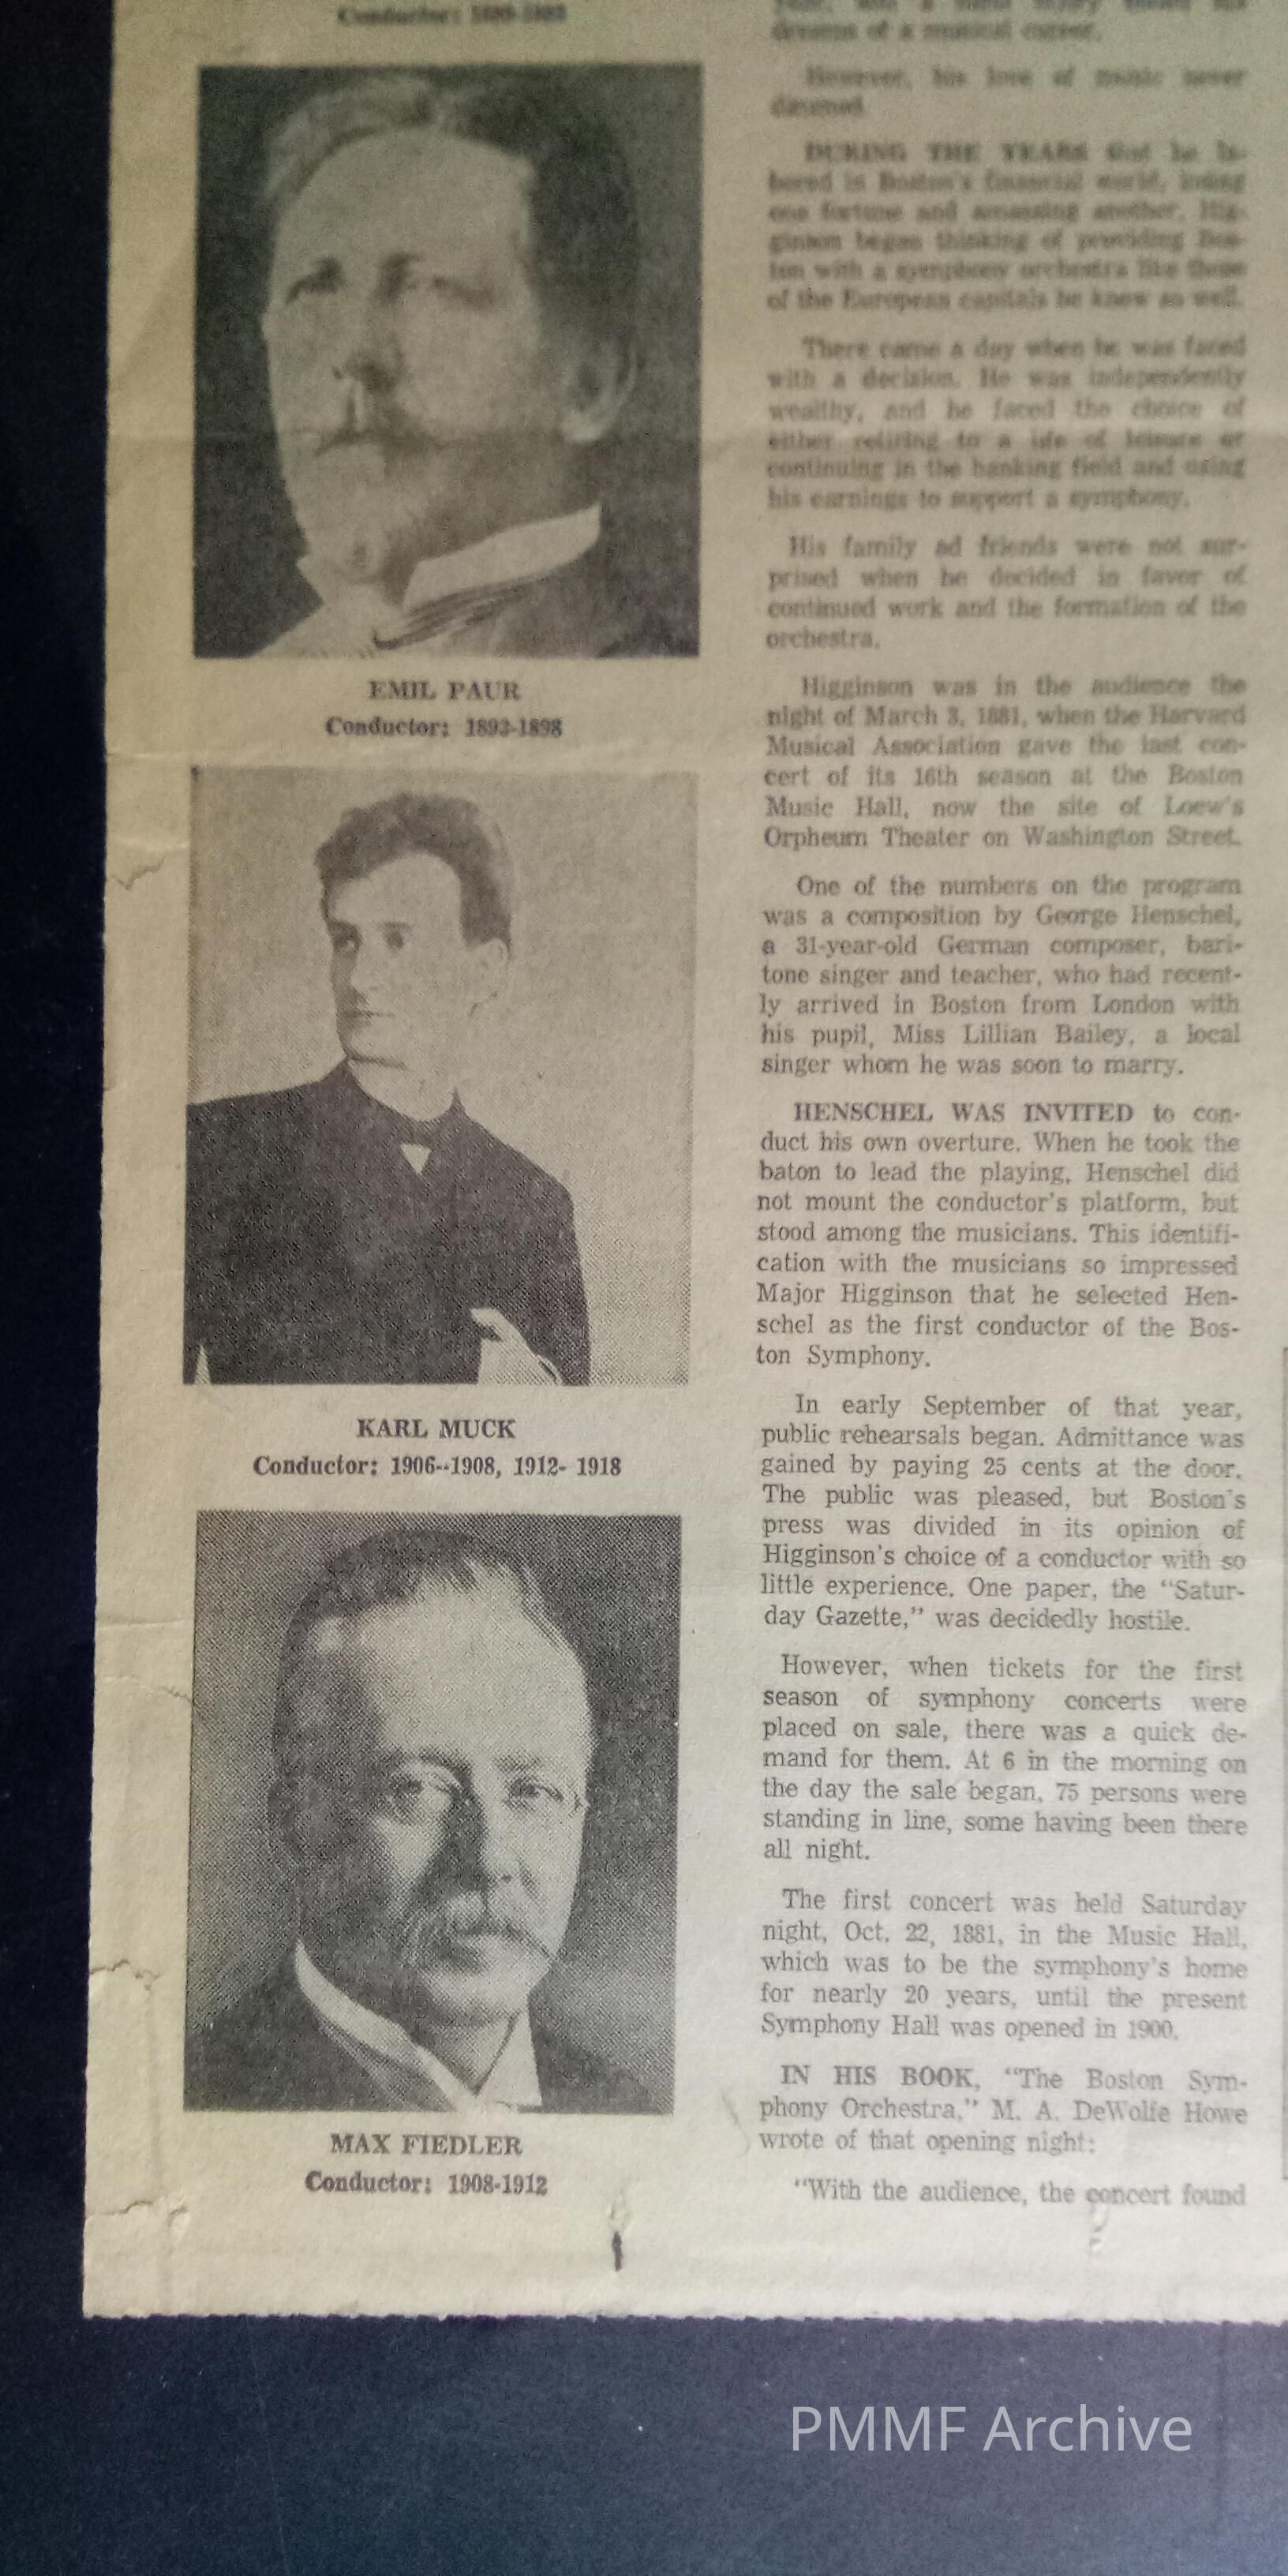 Conductor: 1889-1893
EMIL PAUR
Conductor: 1893-1898
KARL MUCK
Conductor: 1906--1908, 1912- 1918
MAX FIEDLER
Conductor: 1908-1912
dreams of a musical career.
However, his love of music never
dimmed.
DURING THE YEARS that he la-
bored in Boston's financial world, losing
one fortune and amassing another, Hig-
ginson began thinking of providing Bos-
ton with a symphony orchestra like those
of the European capitals he knew so well.
There came a day when he was faced
with a decision. He was independently
wealthy, and he faced the choice of
either retiring to a life of leisure or
continuing in the banking field and using
his earnings to support a symphony.
His family ad friends were not sur-
prised when he decided in favor of
continued work and the formation of the
orchestra.
Higginson was in the audience the
night of March 3, 1881, when the Harvard
Musical Association gave the last con-
cert of its 16th season at the Boston
Music Hall, now the site of Loew's
Orpheum Theater on Washington Street.
One of the numbers on the program
was a composition by George Henschel,
a 31-year-old German composer, bari-
tone singer and teacher, who had recent-
ly arrived in Boston from London with
his pupil, Miss Lillian Bailey, a local
singer whom he was soon to marry.
HENSCHEL WAS INVITED to con-
duct his own overture. When he took the
baton to lead the playing, Henschel did
not mount the conductor's platform, but
stood among the musicians. This identifi-
cation with the musicians so impressed
Major Higginson that he selected Hen-
schel as the first conductor of the Bos-
ton Symphony.
In early September of that year,
public rehearsals began. Admittance was
gained by paying 25 cents at the door.
The public was pleased, but Boston's
press was divided in its opinion of
Higginson's choice of a conductor with so
little experience. One paper, the "Satur-
day Gazette," was decidedly hostile.
However, when tickets for the first
season of symphony concerts were
placed on sale, there was a quick de-
mand for them. At 6 in the morning on
the day the sale began, 75 persons were
standing in line, some having been there
all night.
The first concert was held Saturday
night, Oct. 22, 1881, in the Music Hall,
which was to be the symphony's home
for nearly 20 years, until the present
Symphony Hall was opened in 1900.
IN HIS BOOK, "The Boston Sym-
phony Orchestra," M. A. DeWolfe Howe
wrote of that opening night:
"With the audience, the concert found
PMMF Archive